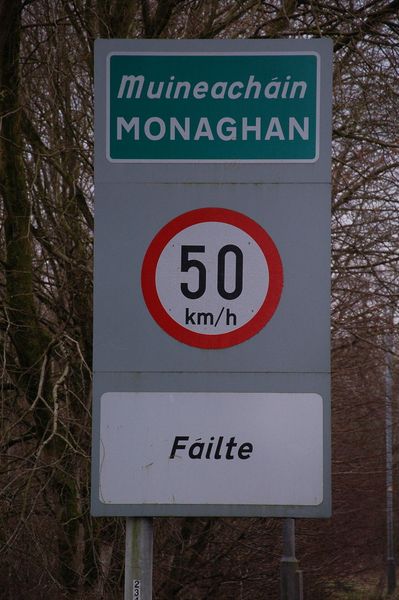 Muineacháin
MONAGHAN
50
km/h
Fáilte